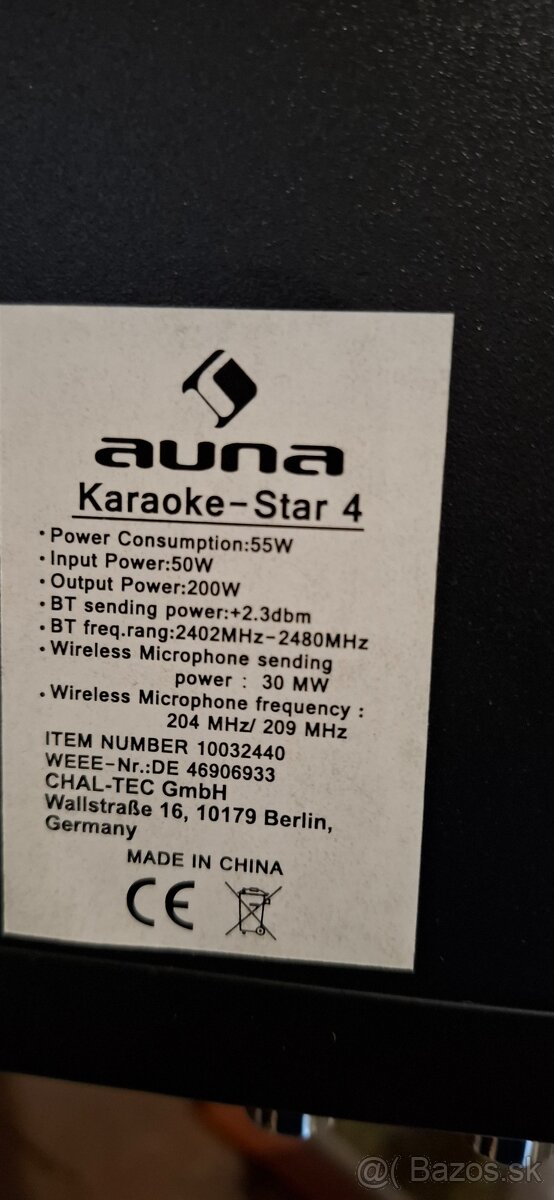 auna
Karaoke-Star 4
• Power Consumption:55W
• Input Power:50W
• Output Power:200W
• BT sending power:+2.3dbm
• BT freq.rang:2402MHz-2480MHz
• Wireless Microphone sending
power : 30 MW
• Wireless Microphone frequency :
204 MHz/ 209 MHz
ITEM NUMBER 10032440
WEEE-Nr.:DE 46906933
CHAL-TEC GmbH
Wallstraße 16, 10179 Berlin,
Germany
MADE IN CHINA
CE
@( Bazos.sk